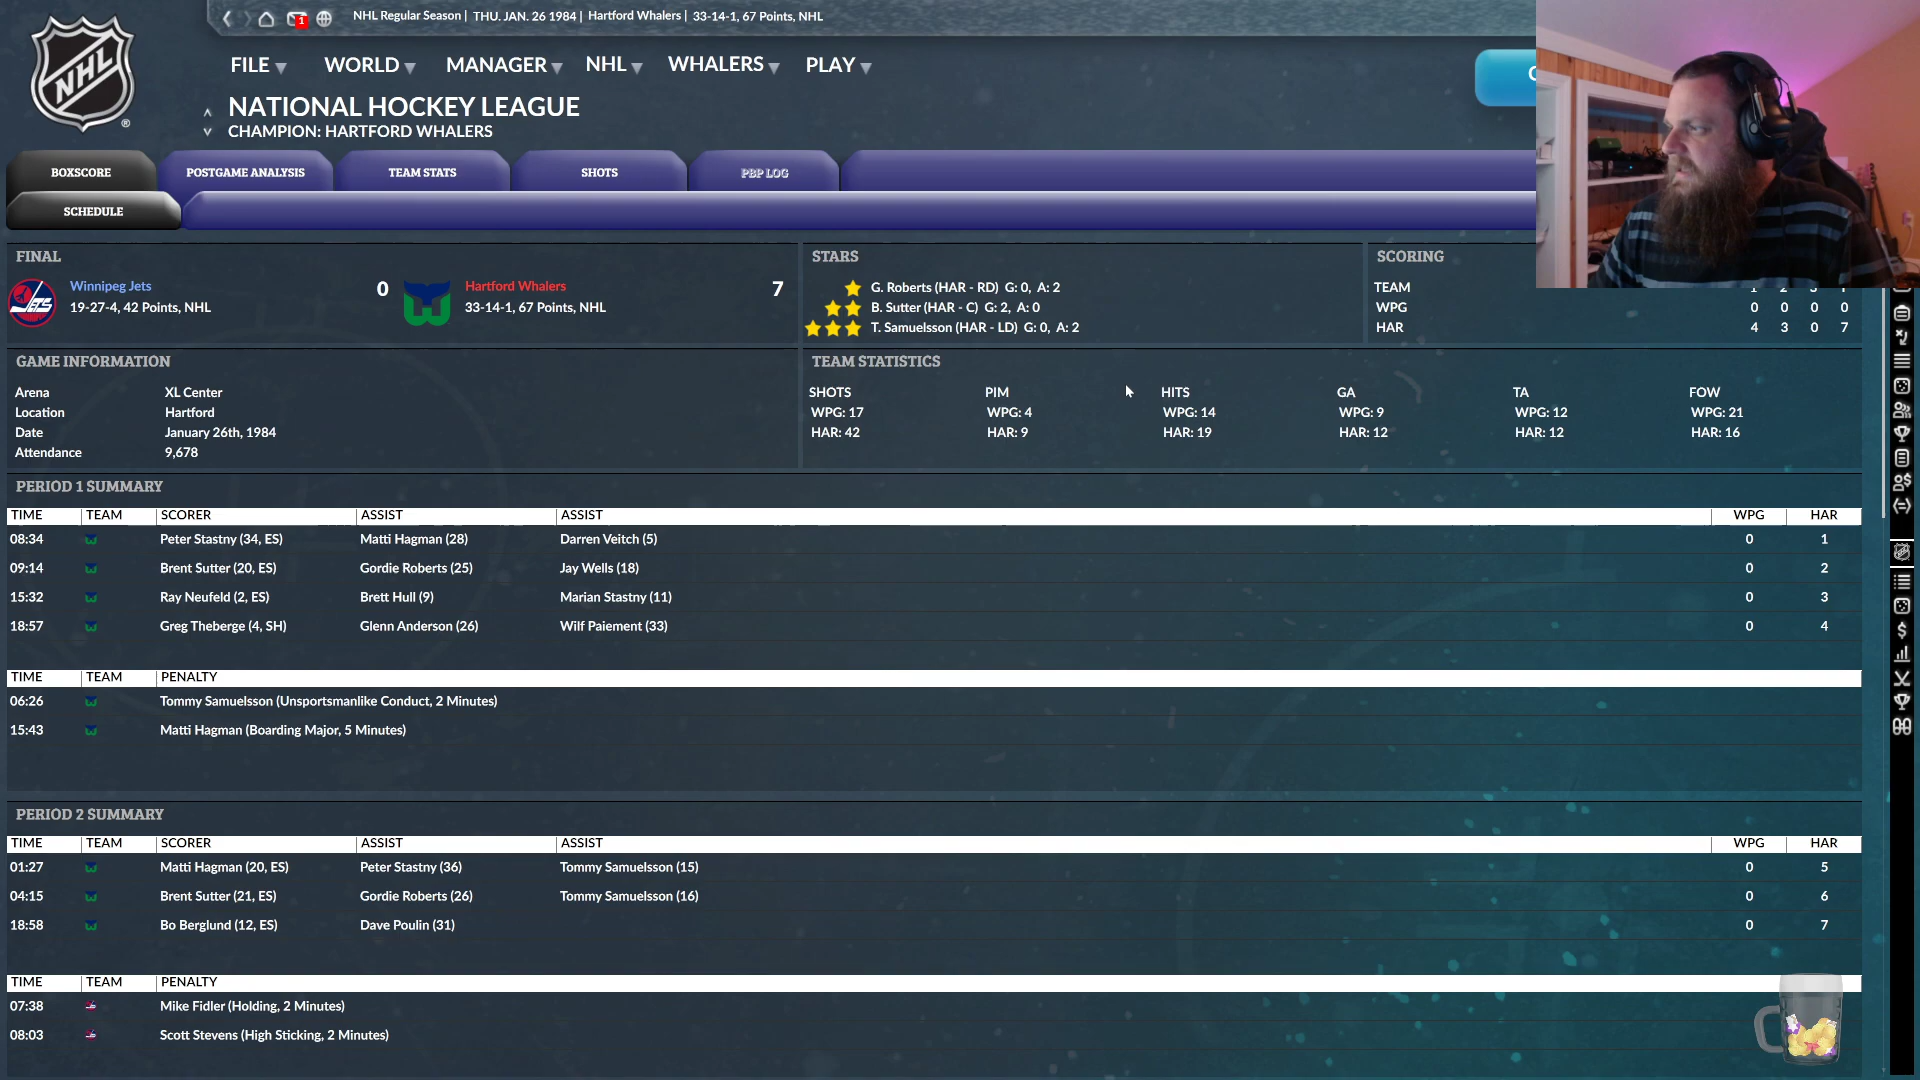 NHL
1
NHL Regular Season | THU. JAN. 26 1984 | Hartford Whalers | 33-14-1, 67 Points, NHL
FILE WORLD MANAGER NHL WHALERS PLAY
NATIONAL HOCKEY LEAGUE
CHAMPION: HARTFORD WHALERS
BOXSCORE POSTGAME ANALYSIS TEAM STATS SHOTS PBP LOG
SCHEDULE
FINAL
Winnipeg Jets 0 Hartford Whalers 7
19-27-4, 42 Points, NHL 33-14-1, 67 Points, NHL
JETS
STARS
G. Roberts (HAR - RD) G: 0, A: 2
B. Sutter (HAR - C) G: 2, A: 0
T. Samuelsson (HAR - LD) G: 0, A: 2
SCORING
TEAM 1 2 3
WPG 0 0 0 0
HAR 4 3 0 7
GAME INFORMATION
Arena XL Center
Location Hartford
Date January 26th, 1984
Attendance 9,678
TEAM STATISTICS
SHOTS PIM HITS GA TA FOW
WPG: 17 WPG: 4 WPG: 14 WPG: 9 WPG: 12 WPG: 21
HAR: 42 HAR: 9 HAR: 19 HAR: 12 HAR: 12 HAR: 16
PERIOD 1 SUMMARY
TIME TEAM SCORER ASSIST ASSIST WPG HAR
08:34 Peter Stastny (34, ES) Matti Hagman (28) Darren Veitch (5) 0 1
09:14 Brent Sutter (20, ES) Gordie Roberts (25) Jay Wells (18) 0 2
15:32 Ray Neufeld (2, ES) Brett Hull (9) Marian Stastny (11) 0 3
18:57 Greg Theberge (4, SH) Glenn Anderson (26) Wilf Paiement (33) 0 4
TIME TEAM PENALTY
06:26 Tommy Samuelsson (Unsportsmanlike Conduct, 2 Minutes)
15:43 Matti Hagman (Boarding Major, 5 Minutes)
PERIOD 2 SUMMARY
TIME TEAM SCORER ASSIST ASSIST WPG HAR
01:27 Matti Hagman (20, ES) Peter Stastny (36) Tommy Samuelsson (15) 0 5
04:15 Brent Sutter (21, ES) Gordie Roberts (26) Tommy Samuelsson (16) 0 6
18:58 Bo Berglund (12, ES) Dave Poulin (31) 0 7
TIME TEAM PENALTY
07:38 Mike Fidler (Holding, 2 Minutes)
08:03 Scott Stevens (High Sticking, 2 Minutes)